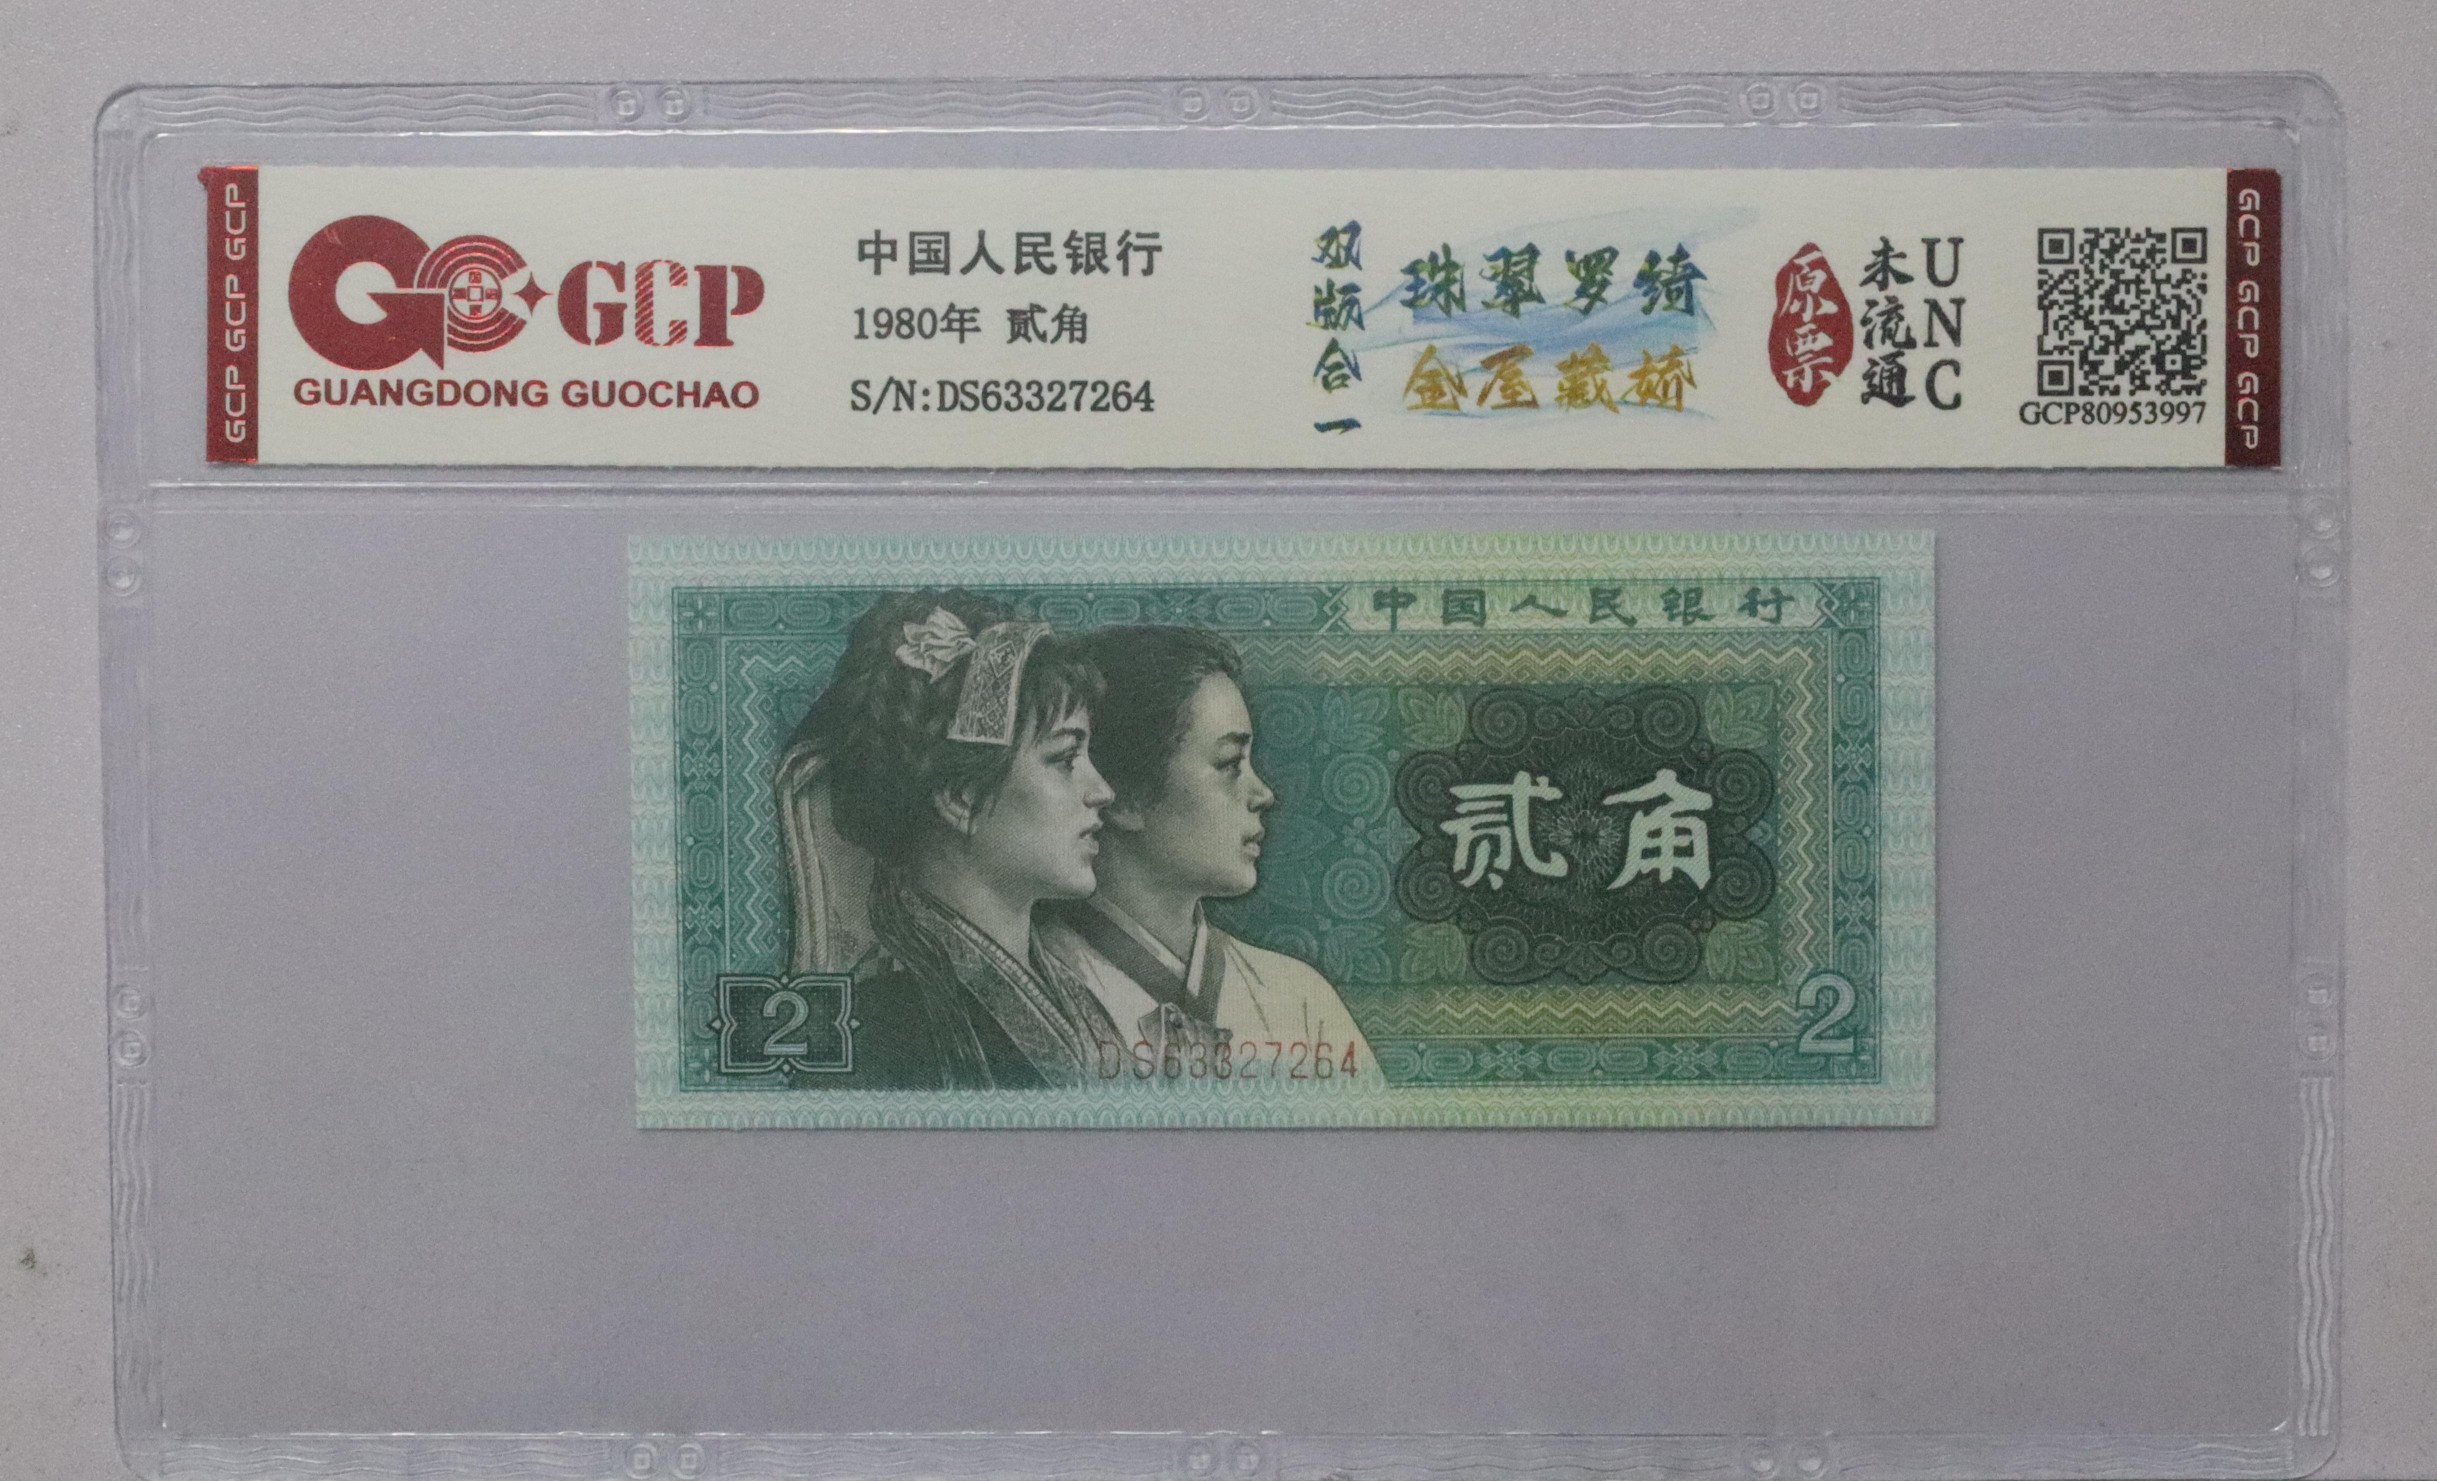 GCP GCP GCP
GCP
GUANGDONG GUOCHAO
中国人民银行
1980年 贰角
S/N:DS63327264
双版合一
珠翠罗绮
金屋藏娇
原票
未流通
UNC
GCP80953997
GCP GCP GCP
中国人民银行
贰角
2
2
DS63327264